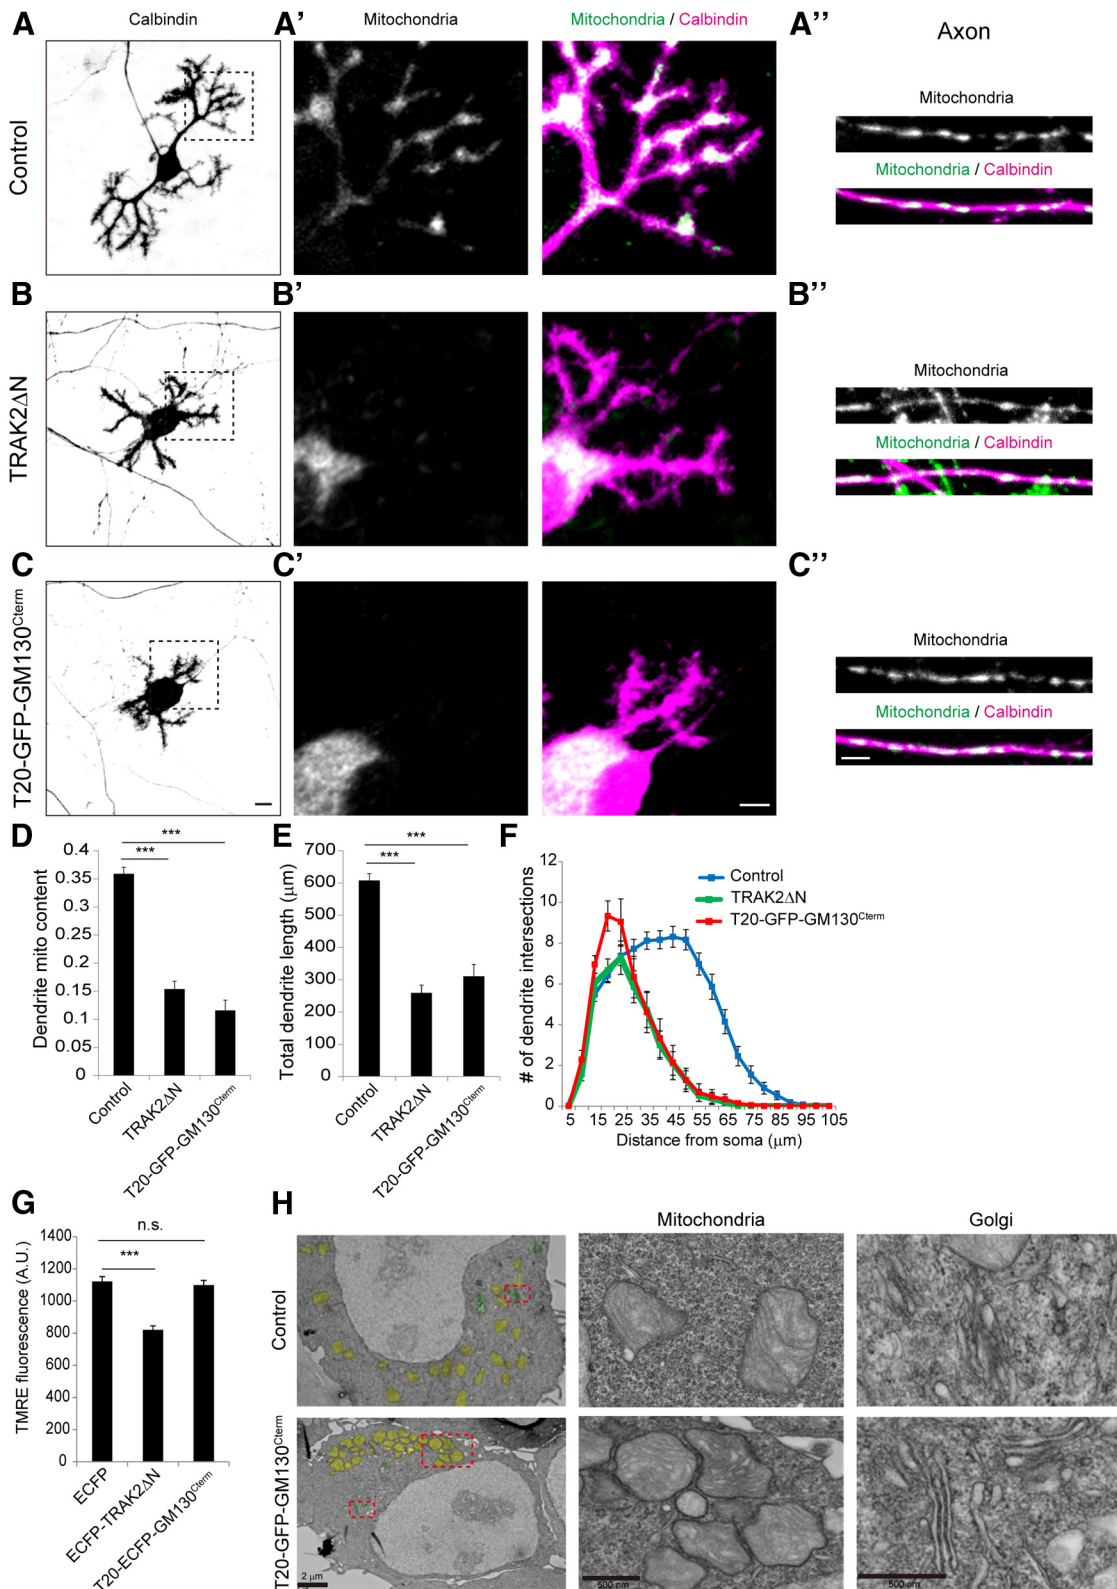 A
Calbindin
A'
Mitochondria
Mitochondria / Calbindin
A''
Axon
Control
Mitochondria
Mitochondria / Calbindin
B
B'
B''
TRAK2ΔN
Mitochondria
Mitochondria / Calbindin
C
C'
C''
T20-GFP-GM130Cterm
Mitochondria
Mitochondria / Calbindin
D
Dendrite mito content
0.4
0.35
0.3
0.25
0.2
0.15
0.1
0.05
0
***
***
Control
TRAK2ΔN
T20-GFP-GM130Cterm
E
Total dendrite length (μm)
700
600
500
400
300
200
100
0
***
***
Control
TRAK2ΔN
T20-GFP-GM130Cterm
F
# of dendrite intersections
12
10
8
6
4
2
0
Control
TRAK2ΔN
T20-GFP-GM130Cterm
5 15 25 35 45 55 65 75 85 95 105
Distance from soma (μm)
G
TMRE fluorescence (A.U.)
1400
1200
1000
800
600
400
200
0
n.s.
***
ECFP
ECFP-TRAK2ΔN
T20-ECFP-GM130Cterm
H
Mitochondria
Golgi
Control
T20-GFP-GM130Cterm
2 μm
500 nm
500 nm